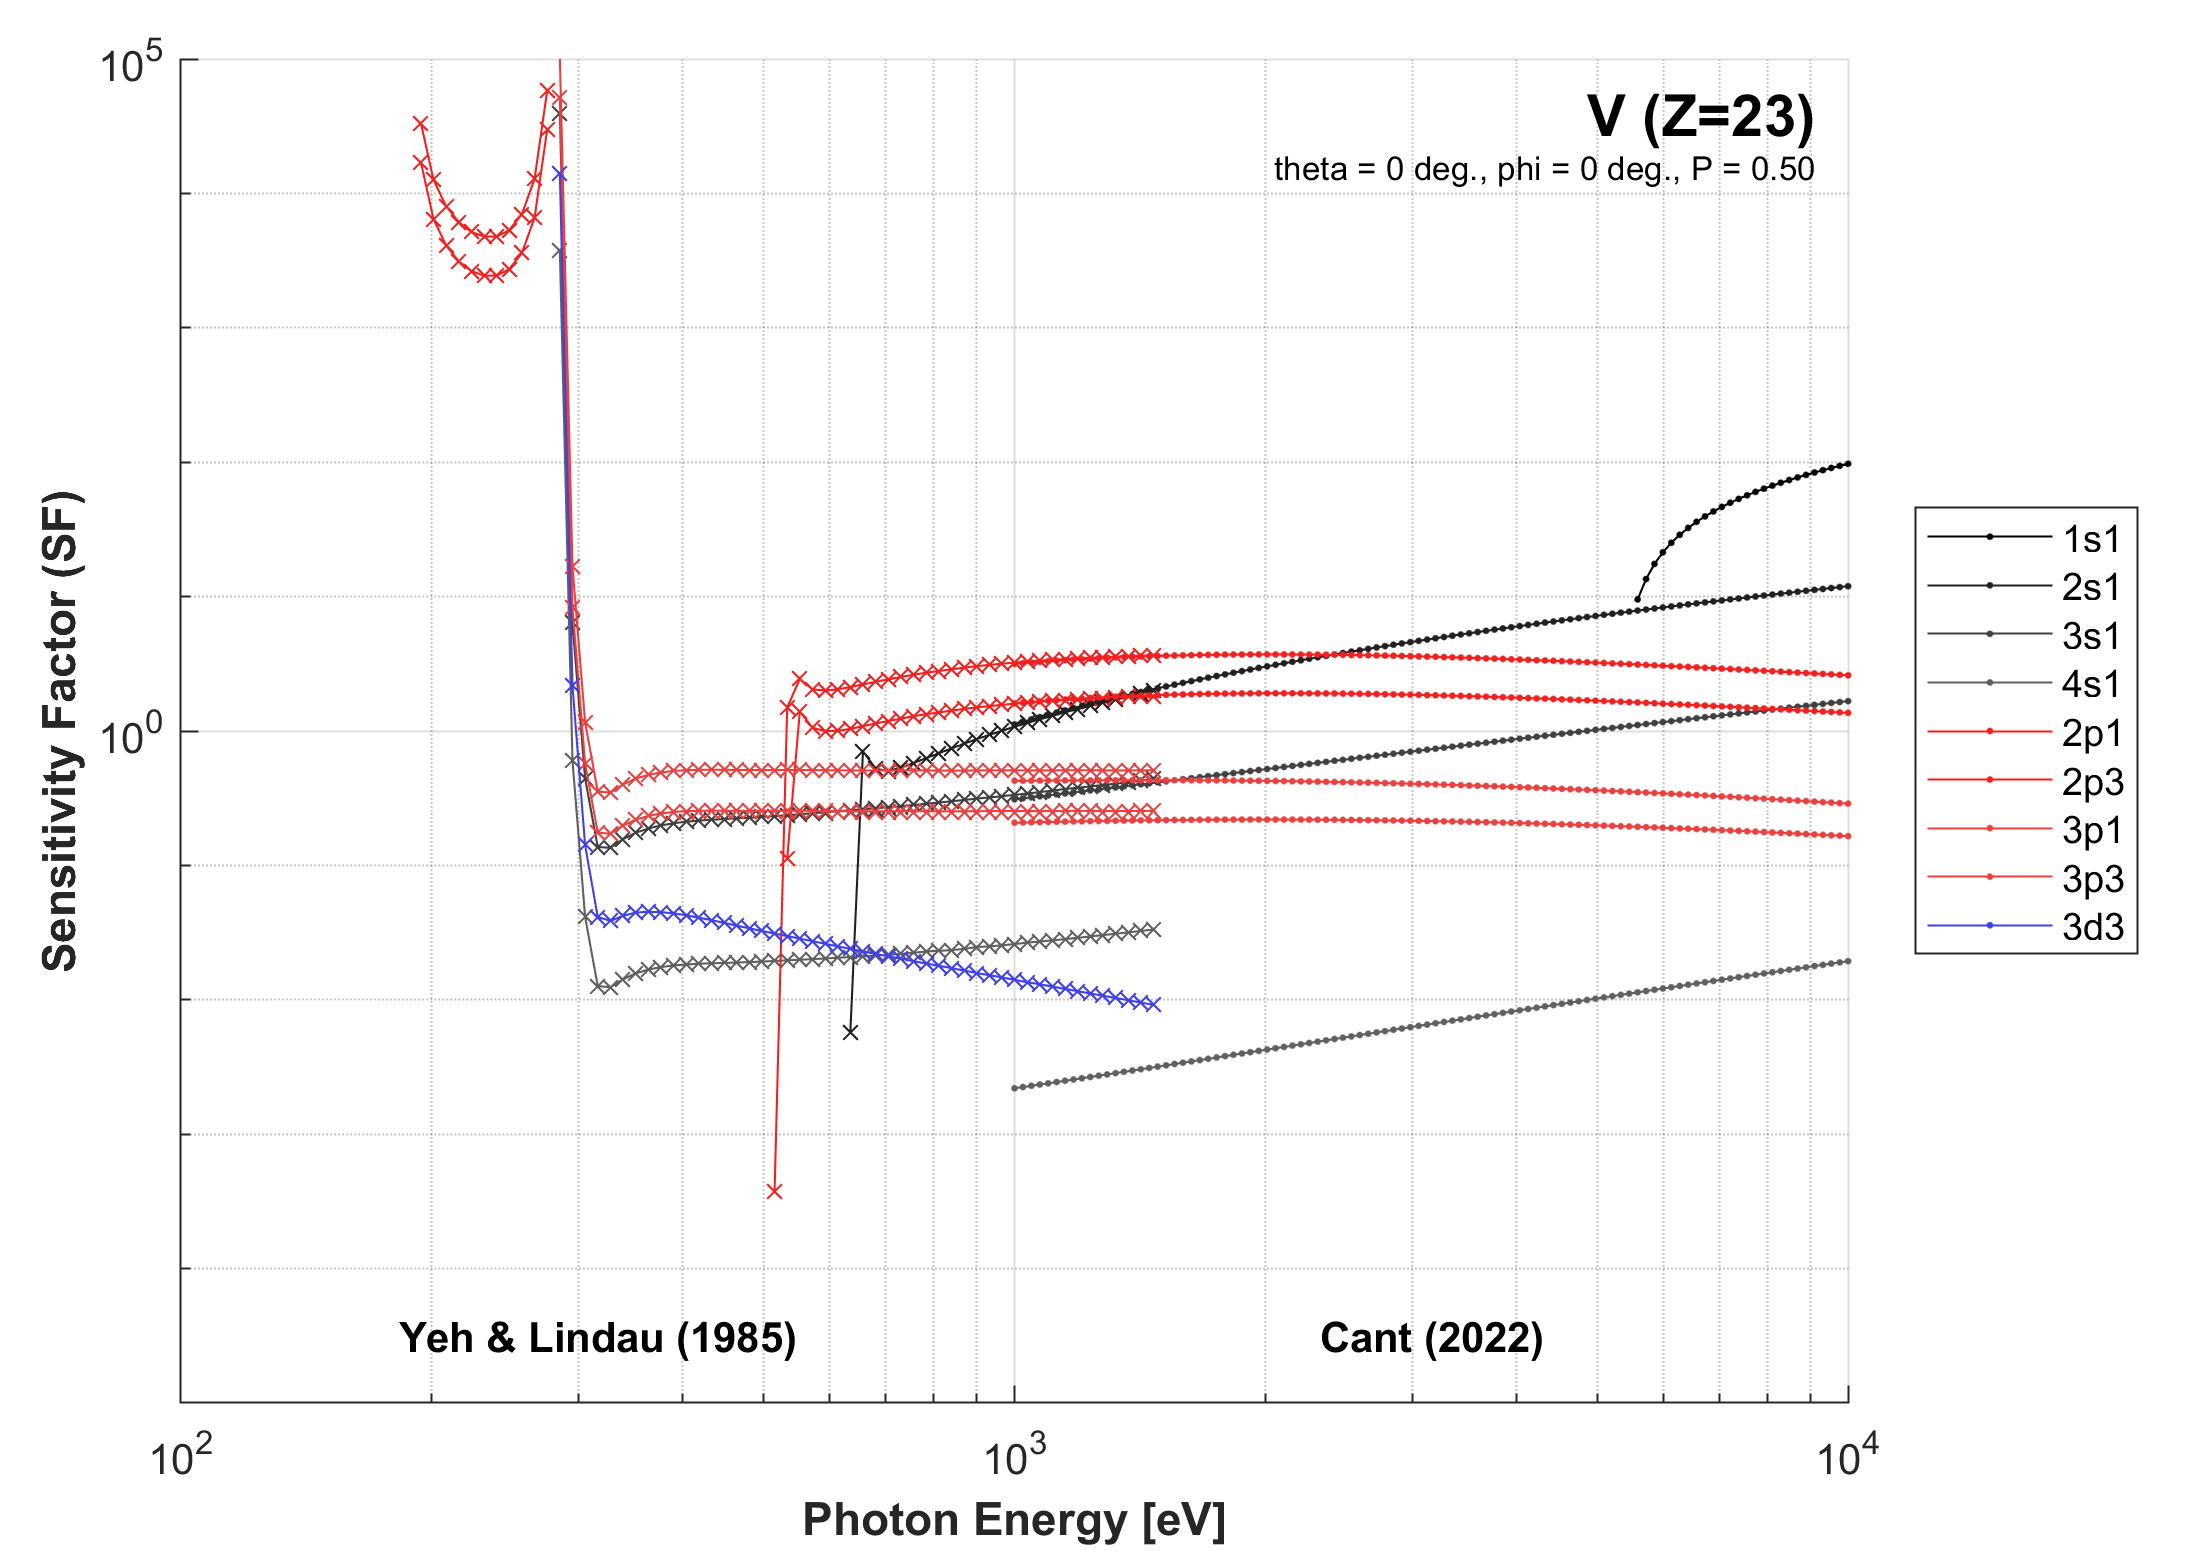 10^5
V (Z=23)
theta = 0 deg., phi = 0 deg., P = 0.50
Sensitivity Factor (SF)
10^0
1s1
2s1
3s1
4s1
2p1
2p3
3p1
3p3
3d3
Yeh & Lindau (1985)
Cant (2022)
10^2
10^3
10^4
Photon Energy [eV]